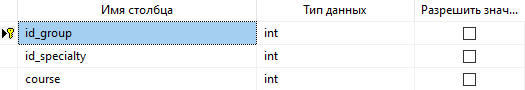 Имя столбца Тип данных Разрешить знач...
id_group int
id_specialty int
course int